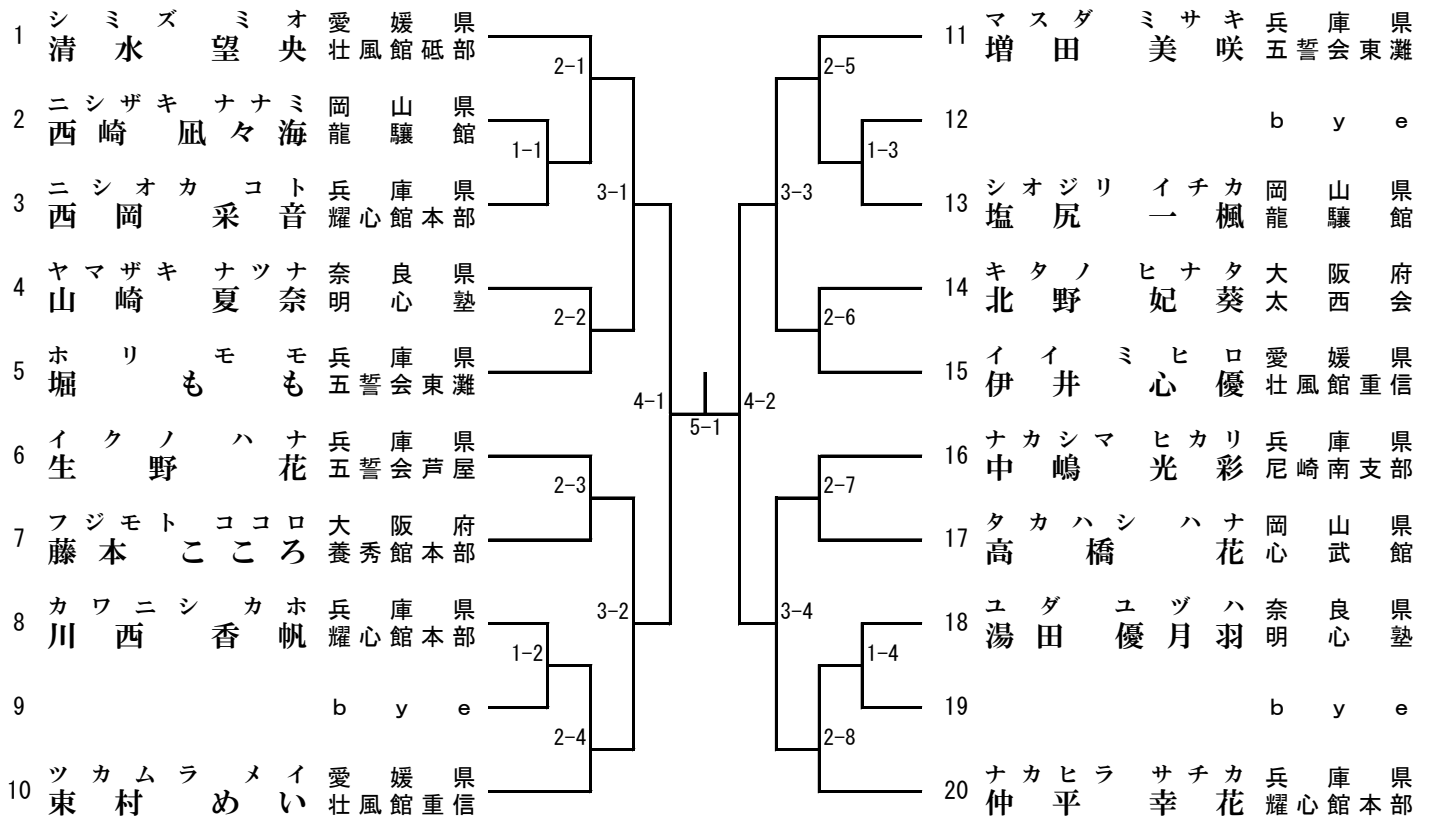 1 シミズ ミオ 愛媛県
清水 望央 壮風館砥部
2 ニシザキ ナナミ 岡山県
西崎 凪々海 龍驤館
3 ニシオカ コト 兵庫県
西岡 采音 耀心館本部
4 ヤマザキ ナツナ 奈良県
山崎 夏奈 明心塾
5 ホリ モモ 兵庫県
堀 もも 五誓会東灘
6 イクノ ハナ 兵庫県
生野 花 五誓会芦屋
7 フジモト ココロ 大阪府
藤本 こころ 養秀館本部
8 カワニシ カホ 兵庫県
川西 香帆 耀心館本部
9 bye
10 ツカムラ メイ 愛媛県
東村 めい 壮風館重信
2-1
1-1
3-1
2-2
4-1
2-3
3-2
1-2
2-4
5-1
4-2
2-5
1-3
3-3
2-6
2-7
3-4
1-4
2-8
11 マスダ ミサキ 兵庫県
増田 美咲 五誓会東灘
12 bye
13 シオジリ イチカ 岡山県
塩尻 一楓 龍驤館
14 キタノ ヒナタ 大阪府
北野 妃葵 太西会
15 イイ ミヒロ 愛媛県
伊井 心優 壮風館重信
16 ナカシマ ヒカリ 兵庫県
中嶋 光彩 尼崎南支部
17 タカハシ ハナ 岡山県
高橋 花 心武館
18 ユダ ユヅハ 奈良県
湯田 優月羽 明心塾
19 bye
20 ナカヒラ サチカ 兵庫県
仲平 幸花 耀心館本部